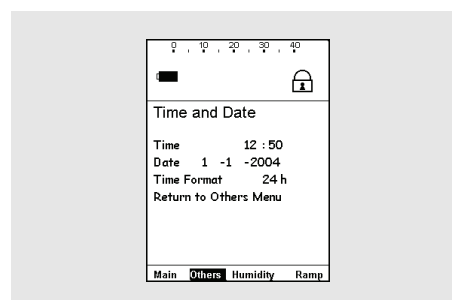 0 10 20 30 40
Time and Date
Time 12 : 50
Date 1 -1 -2004
Time Format 24 h
Return to Others Menu
Main Others Humidity Ramp